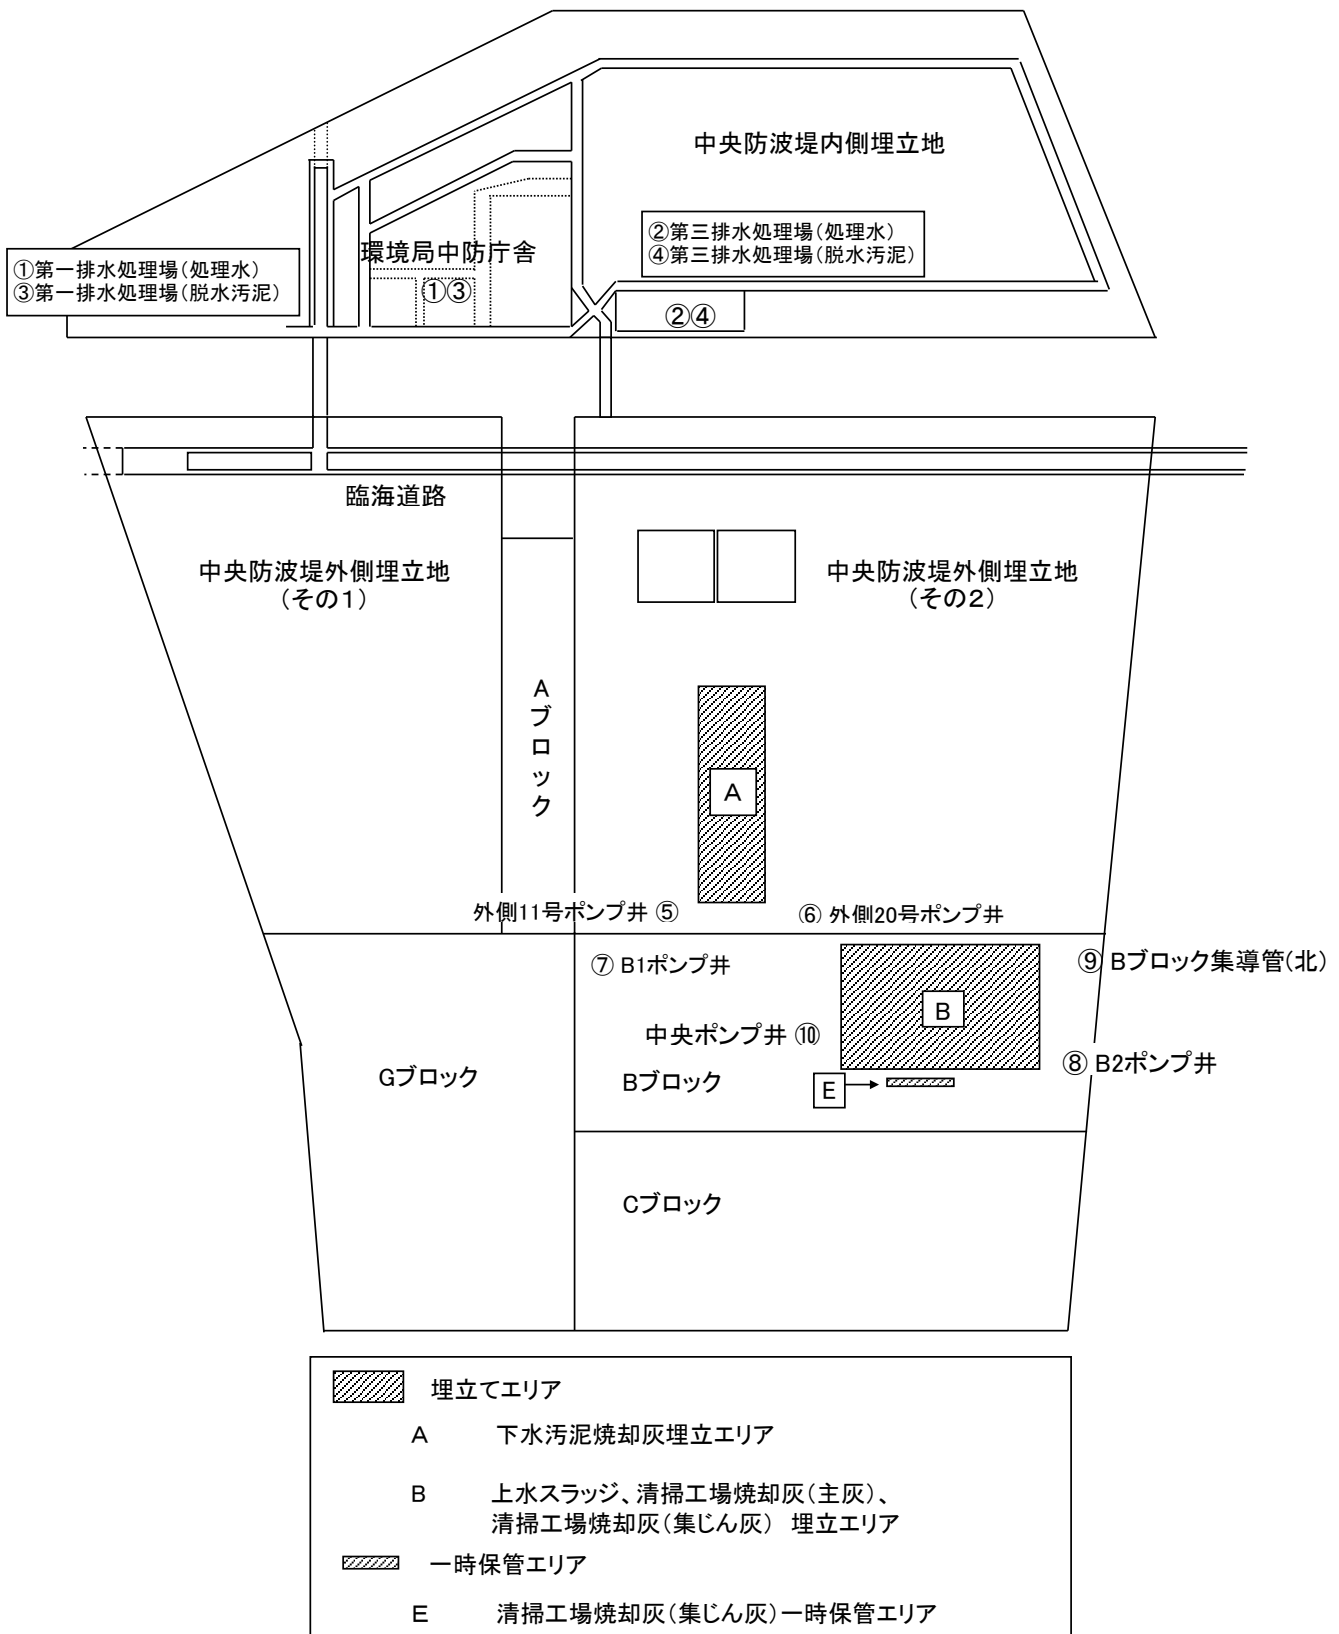 中央防波堤内側埋立地
②第三排水処理場(処理水)
④第三排水処理場(脱水汚泥)
環境局中防庁舎
①第一排水処理場(処理水)
③第一排水処理場(脱水汚泥)
①③
②④
臨海道路
中央防波堤外側埋立地
(その1)
中央防波堤外側埋立地
(その2)
Aブロック
A
外側11号ポンプ井 ⑤
⑥ 外側20号ポンプ井
⑦ B1ポンプ井
⑨ Bブロック集導管(北)
B
中央ポンプ井 ⑩
⑧ B2ポンプ井
Gブロック
Bブロック
E
Cブロック
埋立てエリア
A 下水汚泥焼却灰埋立エリア
B 上水スラッジ、清掃工場焼却灰(主灰)、
清掃工場焼却灰(集じん灰) 埋立エリア
一時保管エリア
E 清掃工場焼却灰(集じん灰)一時保管エリア